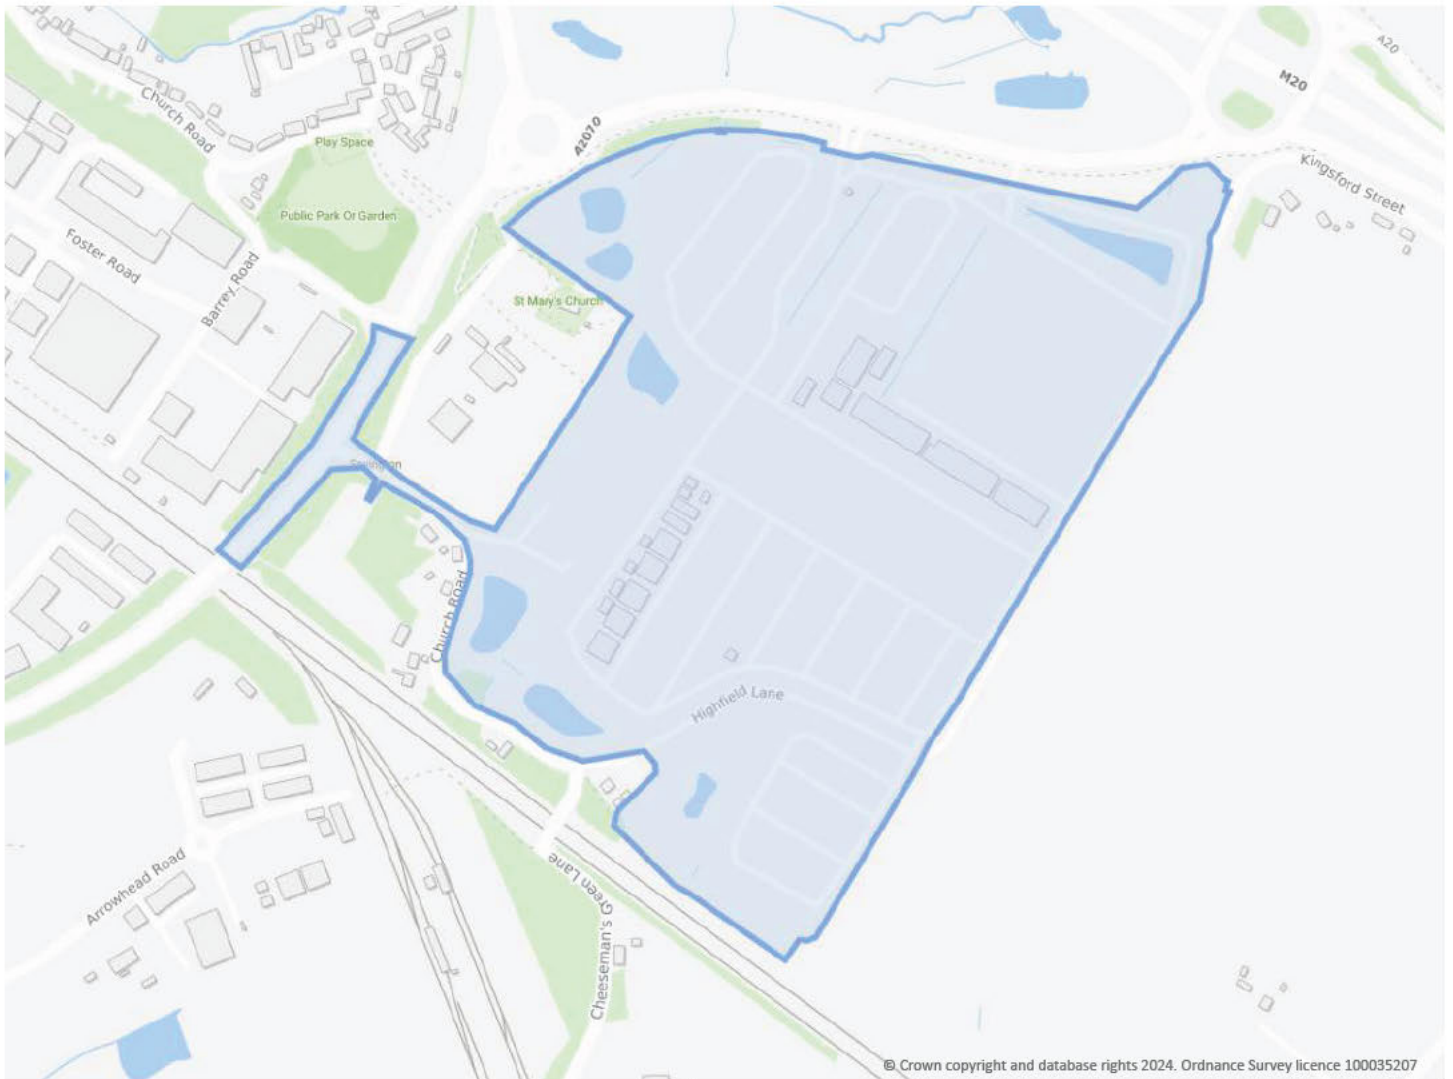 A20
M20
Church Road
A2070
Play Space
Kingsford Street
Public Park Or Garden
Foster Road
Barrey Road
St Mary's Church
Sevington
Church Road
Highfield Lane
Arrowhead Road
Cheeseman's Green Lane
© Crown copyright and database rights 2024. Ordnance Survey licence 100035207